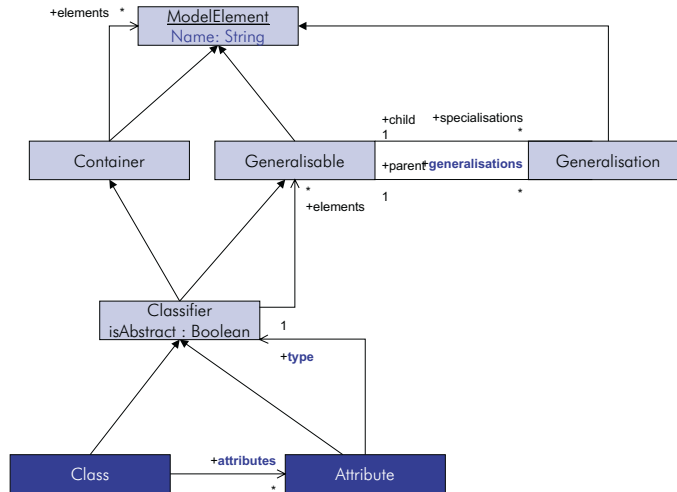 ModelElement
+elements *
Name: String
+child
+specialisations
1
*
Container
Generalisable
Generalisation
+parent
+generalisations
*
+elements
1
*
Classifier
isAbstract : Boolean
1
+type
+attributes
Class
Attribute
*